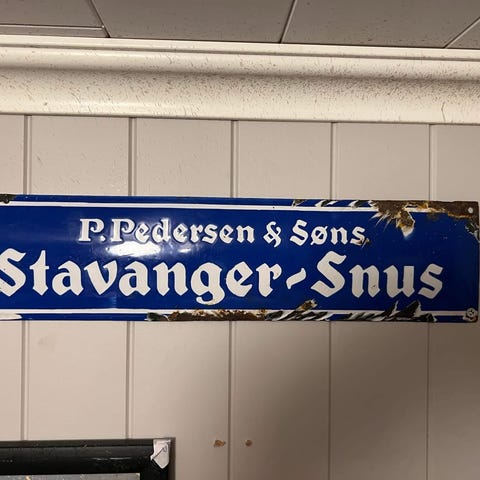 P. Pedersen & Søns
Stavanger-Snus